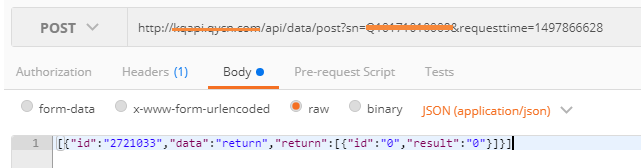 POST http:///api/data/post?sn=&requesttime=1497866628
Authorization Headers (1) Body Pre-request Script Tests
form-data x-www-form-urlencoded raw binary JSON (application/json)
1 [{"id":"2721033","data":"return","return":[{"id":"0","result":"0"}]}]